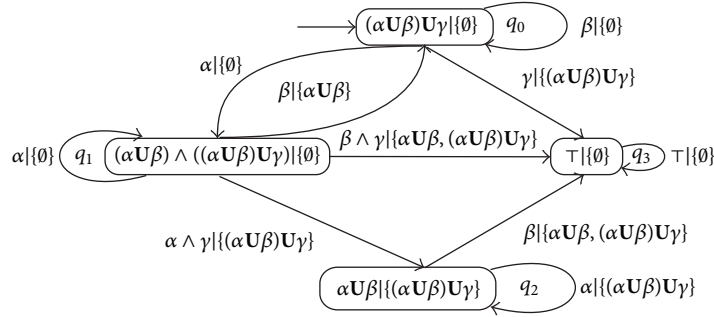 (α𝐔β)𝐔γ|{∅} q₀ β|{∅}
α|{∅}
β|{α𝐔β}
γ|{(α𝐔β)𝐔γ}
α|{∅} q₁ (α𝐔β) ∧ ((α𝐔β)𝐔γ)|{∅} β ∧ γ|{α𝐔β, (α𝐔β)𝐔γ} ⊤|{∅} q₃ ⊤|{∅}
α ∧ γ|{(α𝐔β)𝐔γ} β|{α𝐔β, (α𝐔β)𝐔γ}
α𝐔β|{(α𝐔β)𝐔γ} q₂ α|{(α𝐔β)𝐔γ}